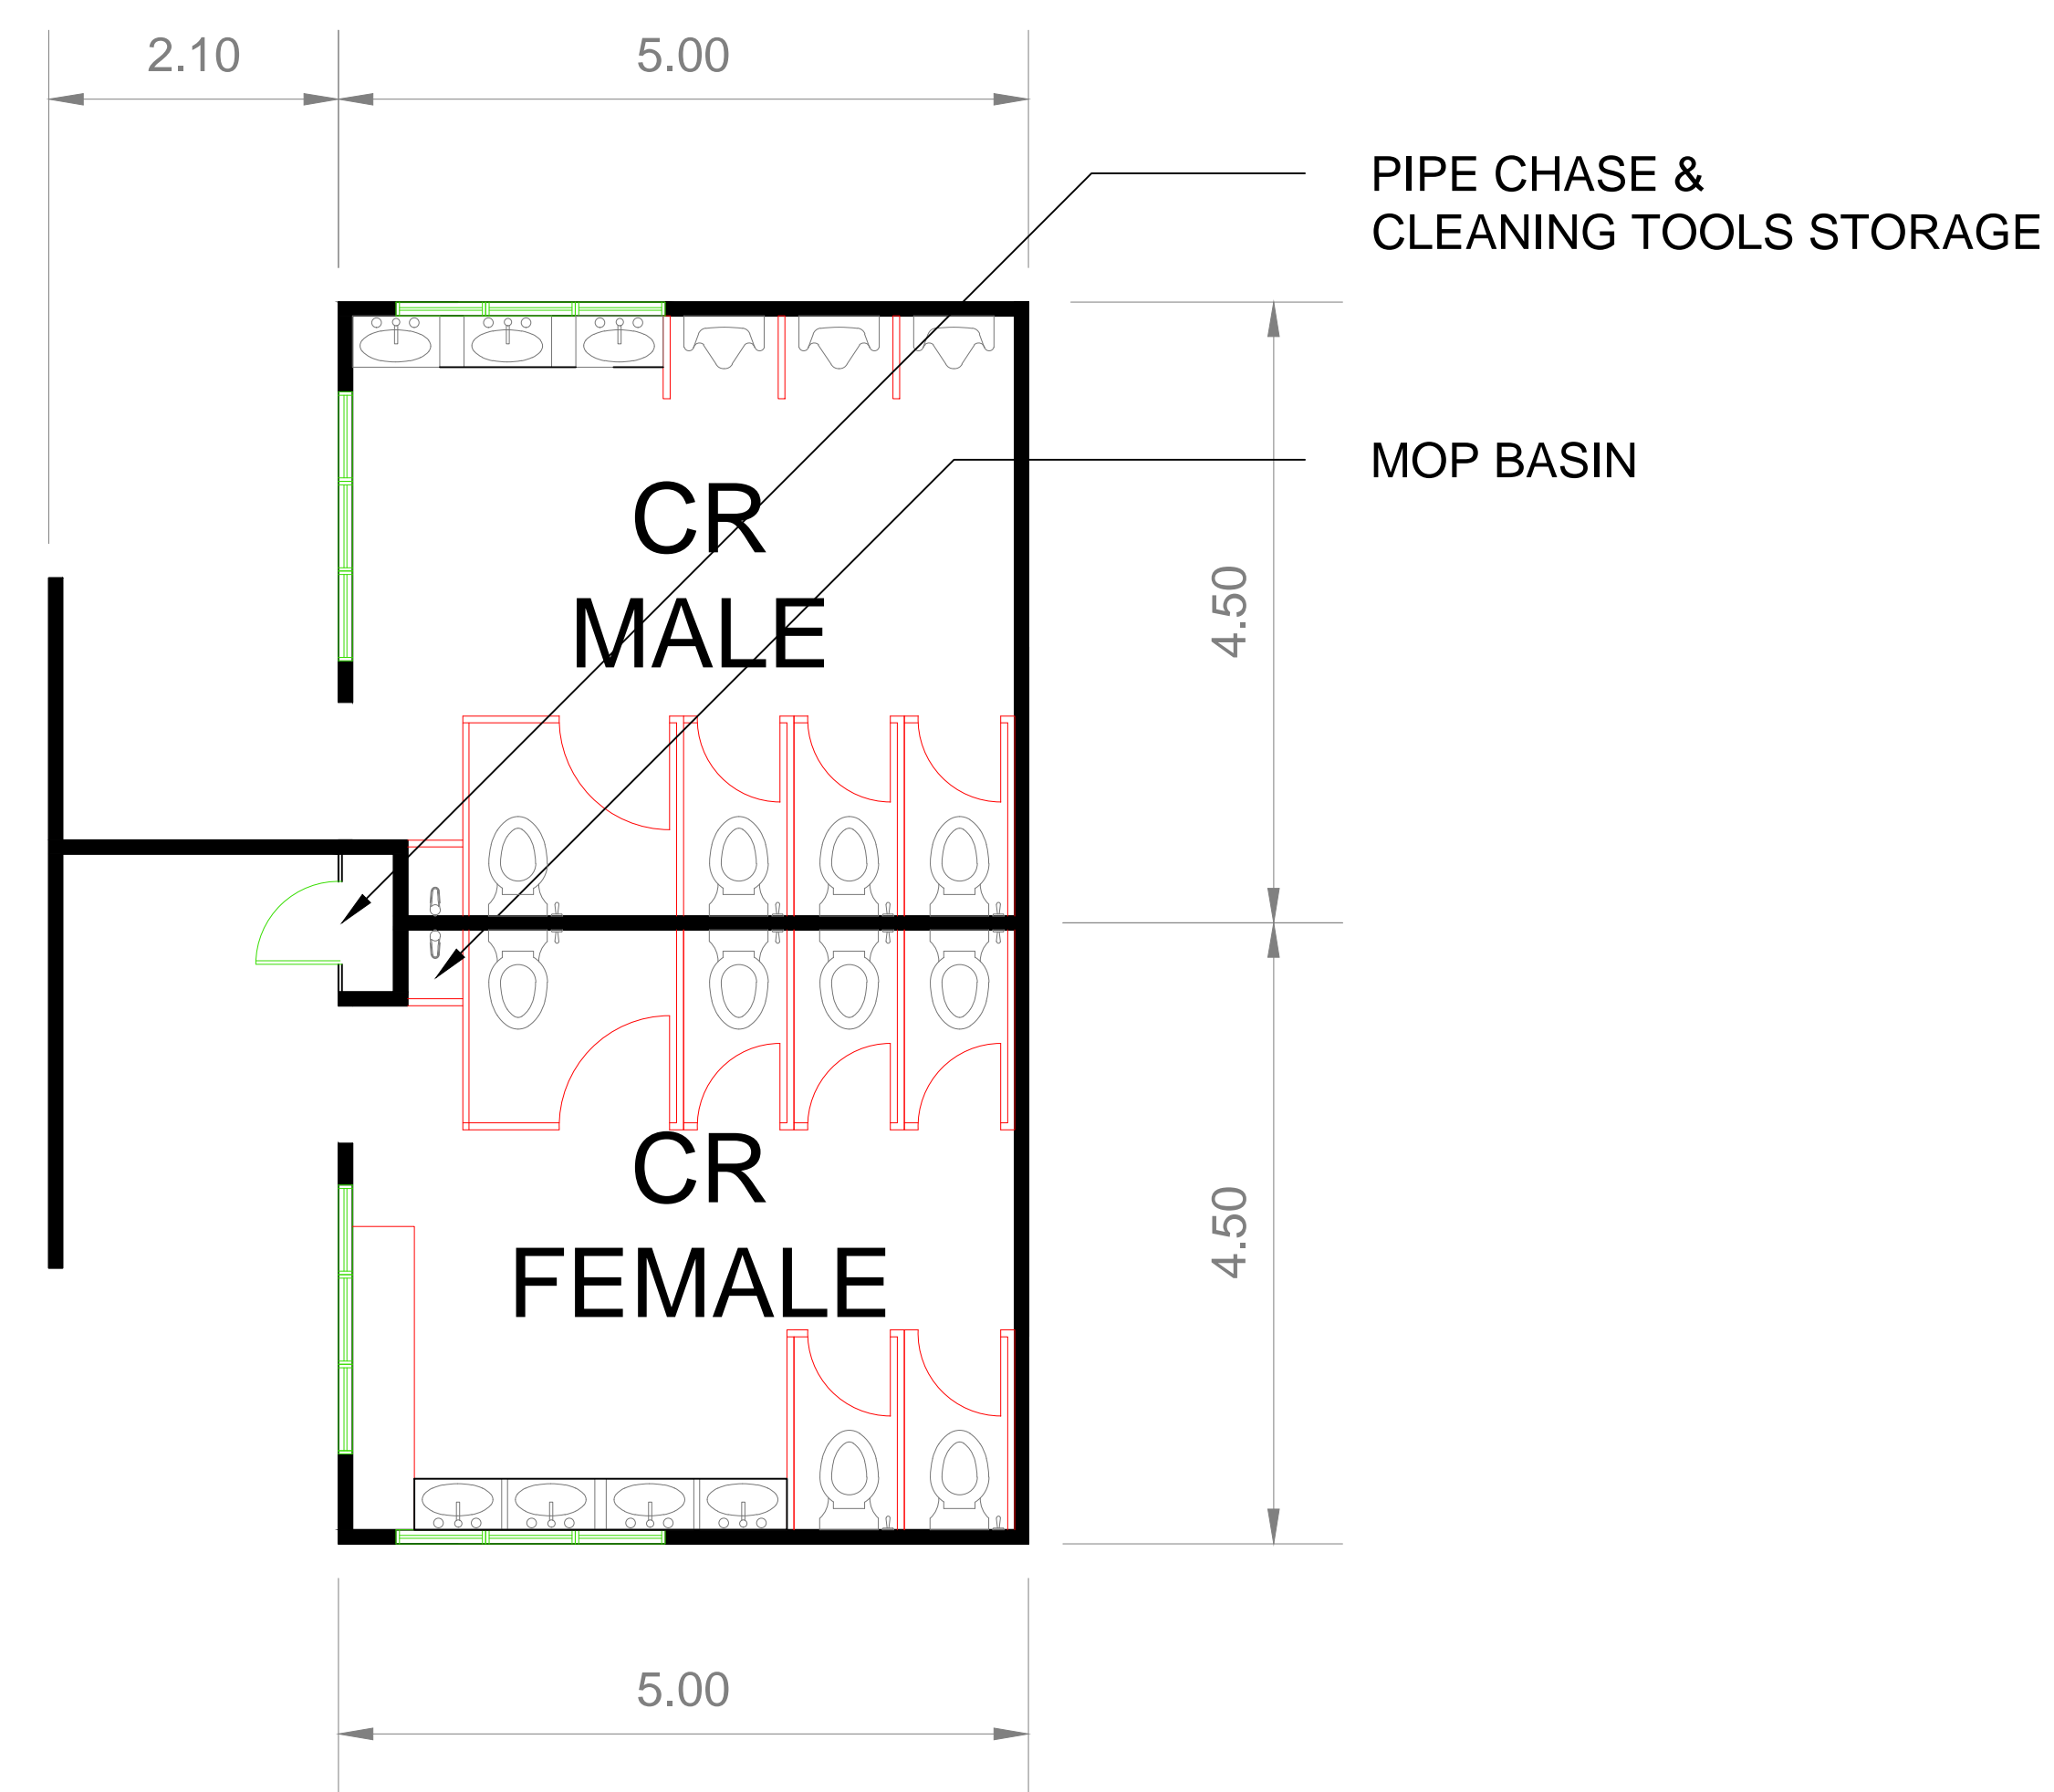 2.10
5.00
PIPE CHASE &
CLEANING TOOLS STORAGE
MOP BASIN
CR
MALE
4.50
CR
FEMALE
4.50
5.00